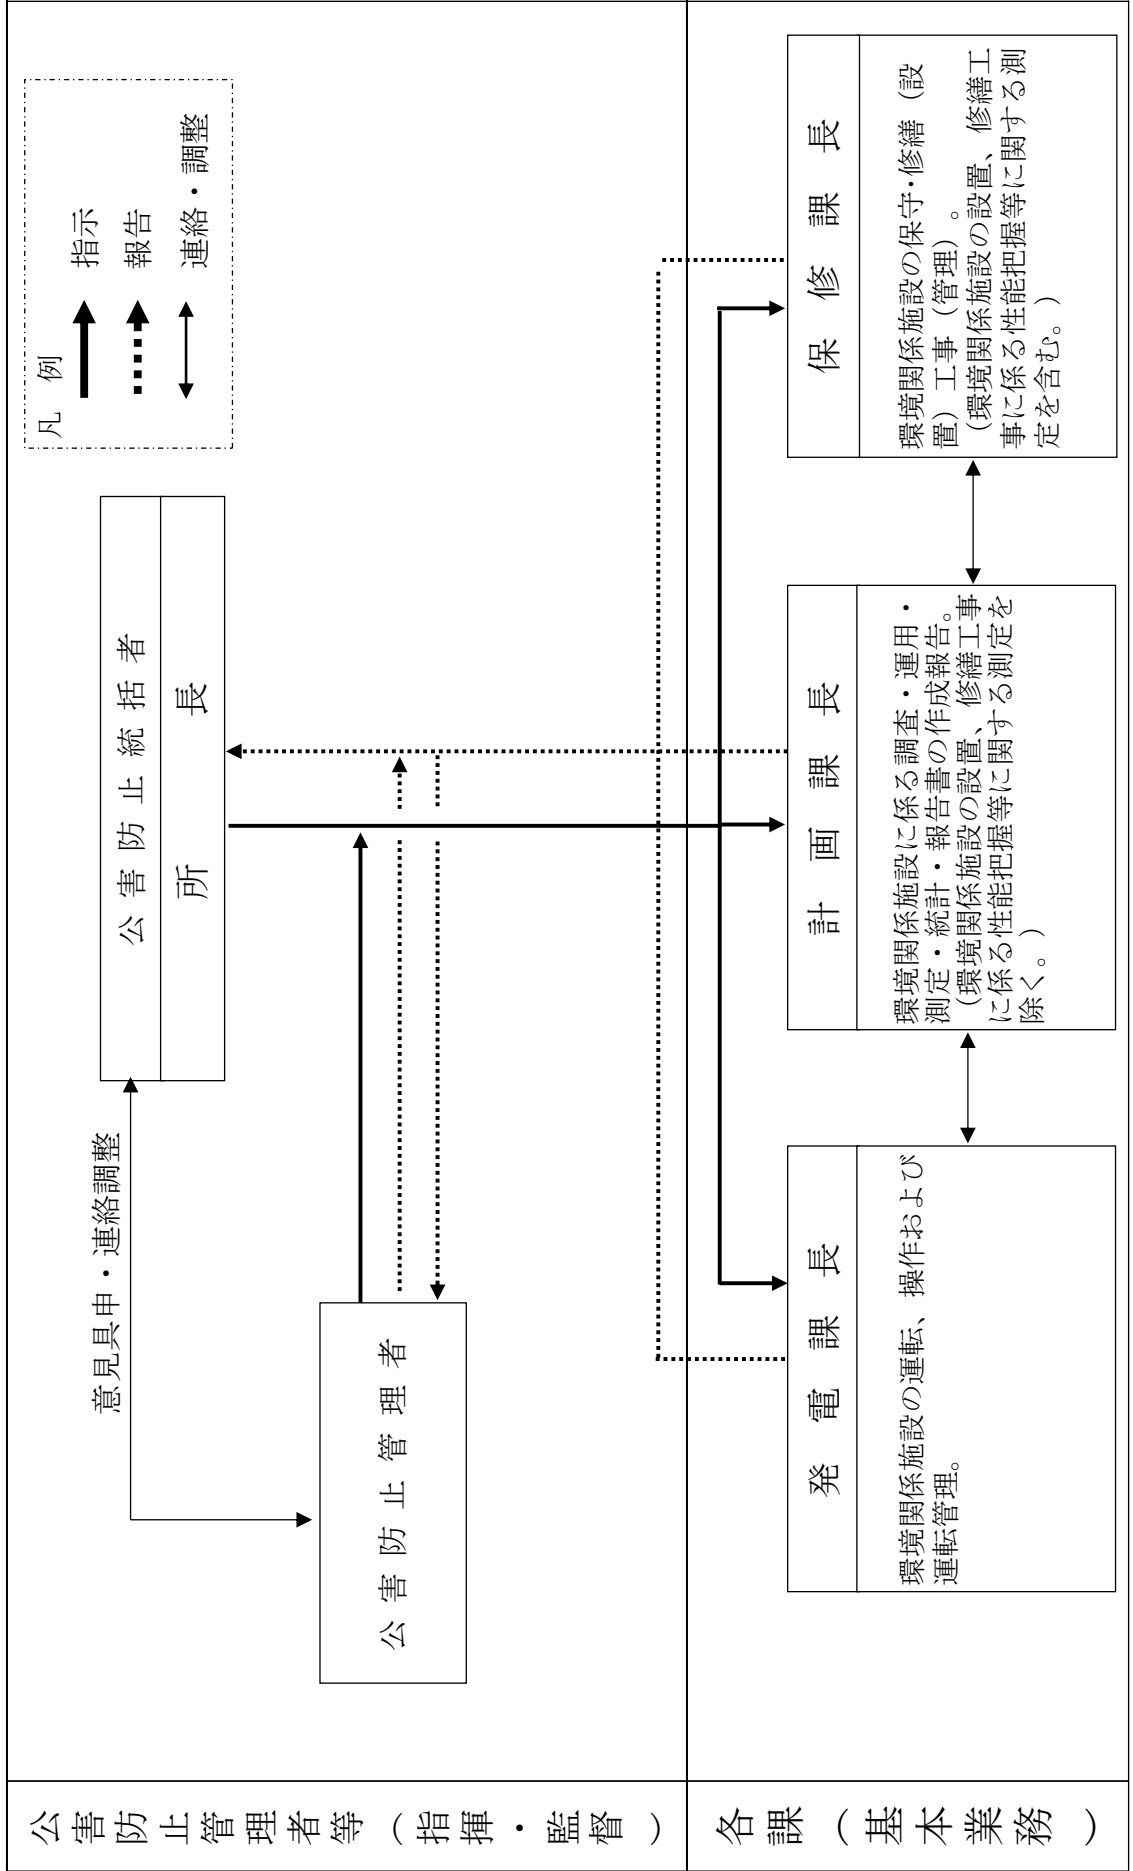 公害防止管理者等（指揮・監督）
凡　例
指示
報告
連絡・調整
公害防止統括者
所　　　長
意見具申・連絡調整
公害防止管理者
各課（基本業務）
発電課長
環境関係施設の運転、操作および
運転管理。
計画課長
環境関係施設に係る調査・運用・
測定・統計・報告書の作成報告。
（環境関係施設の設置、修繕工事
に係る性能把握等に関する測定を
除く。）
保修課長
環境関係施設の保守・修繕（設
置）工事（管理）。
（環境関係施設の設置、修繕工
事に係る性能把握等に関する測
定を含む。）